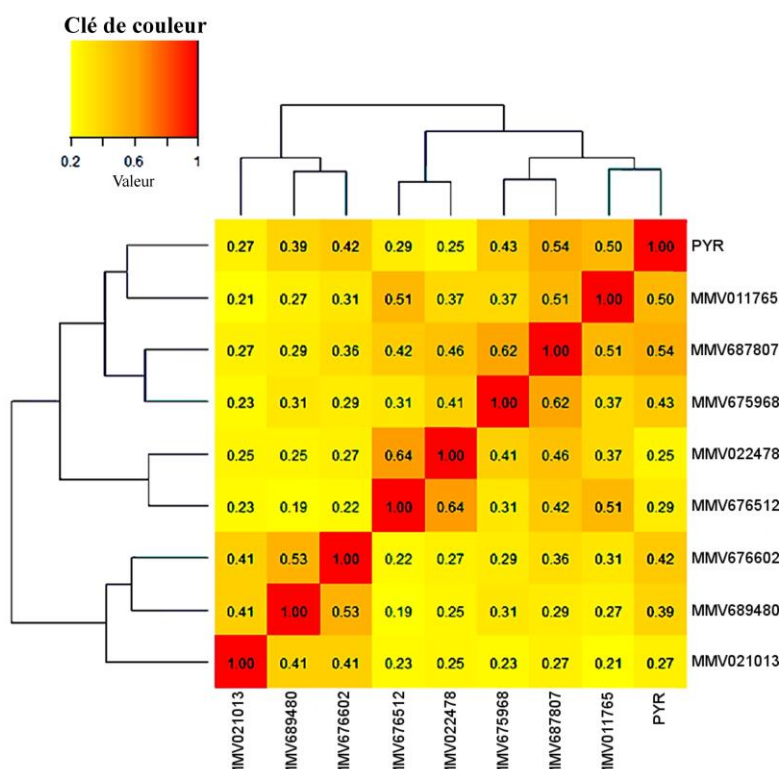 Clé de couleur
0.2 0.6 1
Valeur
0.27 0.39 0.42 0.29 0.25 0.43 0.54 0.50 1.00 PYR
0.21 0.27 0.31 0.51 0.37 0.37 0.51 1.00 0.50 MMV011765
0.27 0.29 0.36 0.42 0.46 0.62 1.00 0.51 0.54 MMV687807
0.23 0.31 0.29 0.31 0.41 1.00 0.62 0.37 0.43 MMV675968
0.25 0.25 0.27 0.64 1.00 0.41 0.46 0.37 0.25 MMV022478
0.23 0.19 0.22 1.00 0.64 0.31 0.42 0.51 0.29 MMV676512
0.41 0.53 1.00 0.22 0.27 0.29 0.36 0.31 0.42 MMV676602
0.41 1.00 0.53 0.19 0.25 0.31 0.29 0.27 0.39 MMV689480
1.00 0.41 0.41 0.23 0.25 0.23 0.27 0.21 0.27 MMV021013
IMV021013
IMV689480
IMV676602
IMV676512
IMV022478
IMV675968
IMV687807
IMV011765
PYR